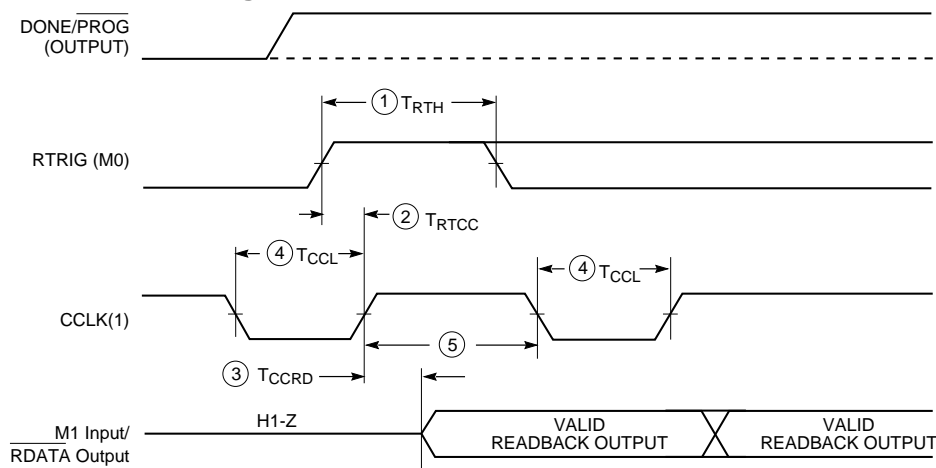 DONE/PROG
(OUTPUT)
1 TRTH
RTRIG (M0)
2 TRTCC
4 TCCL
4 TCCL
CCLK(1)
5
3 TCCRD
H1-Z
M1 Input/
RDATA Output
VALID
READBACK OUTPUT
VALID
READBACK OUTPUT